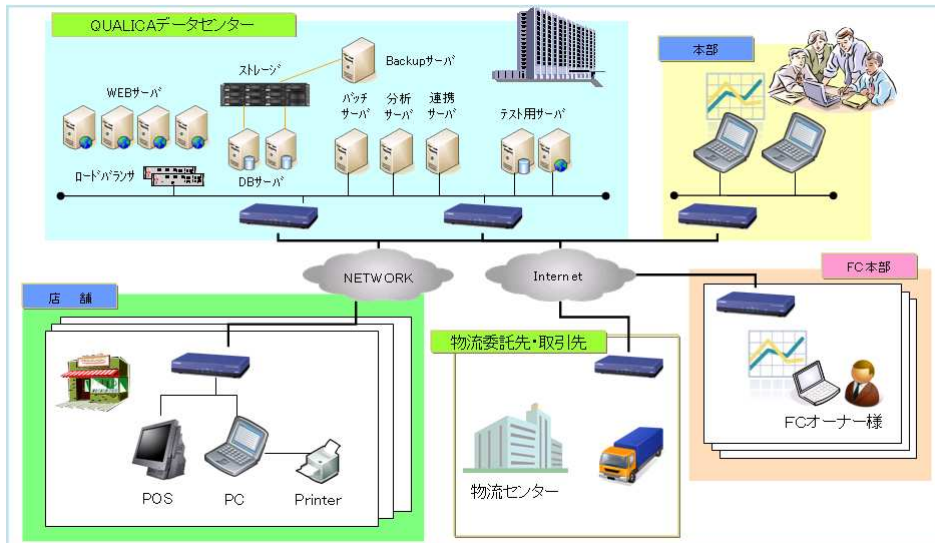 QUALICAデータセンター
本部
Backupサーバ
ストレージ
WEBサーバ
バッチ
サーバ
分析
サーバ
連携
サーバ
テスト用サーバ
ロードバランサ
DBサーバ
NETWORK
Internet
FC本部
店　舗
物流委託先・取引先
FCオーナー様
物流センター
POS
PC
Printer